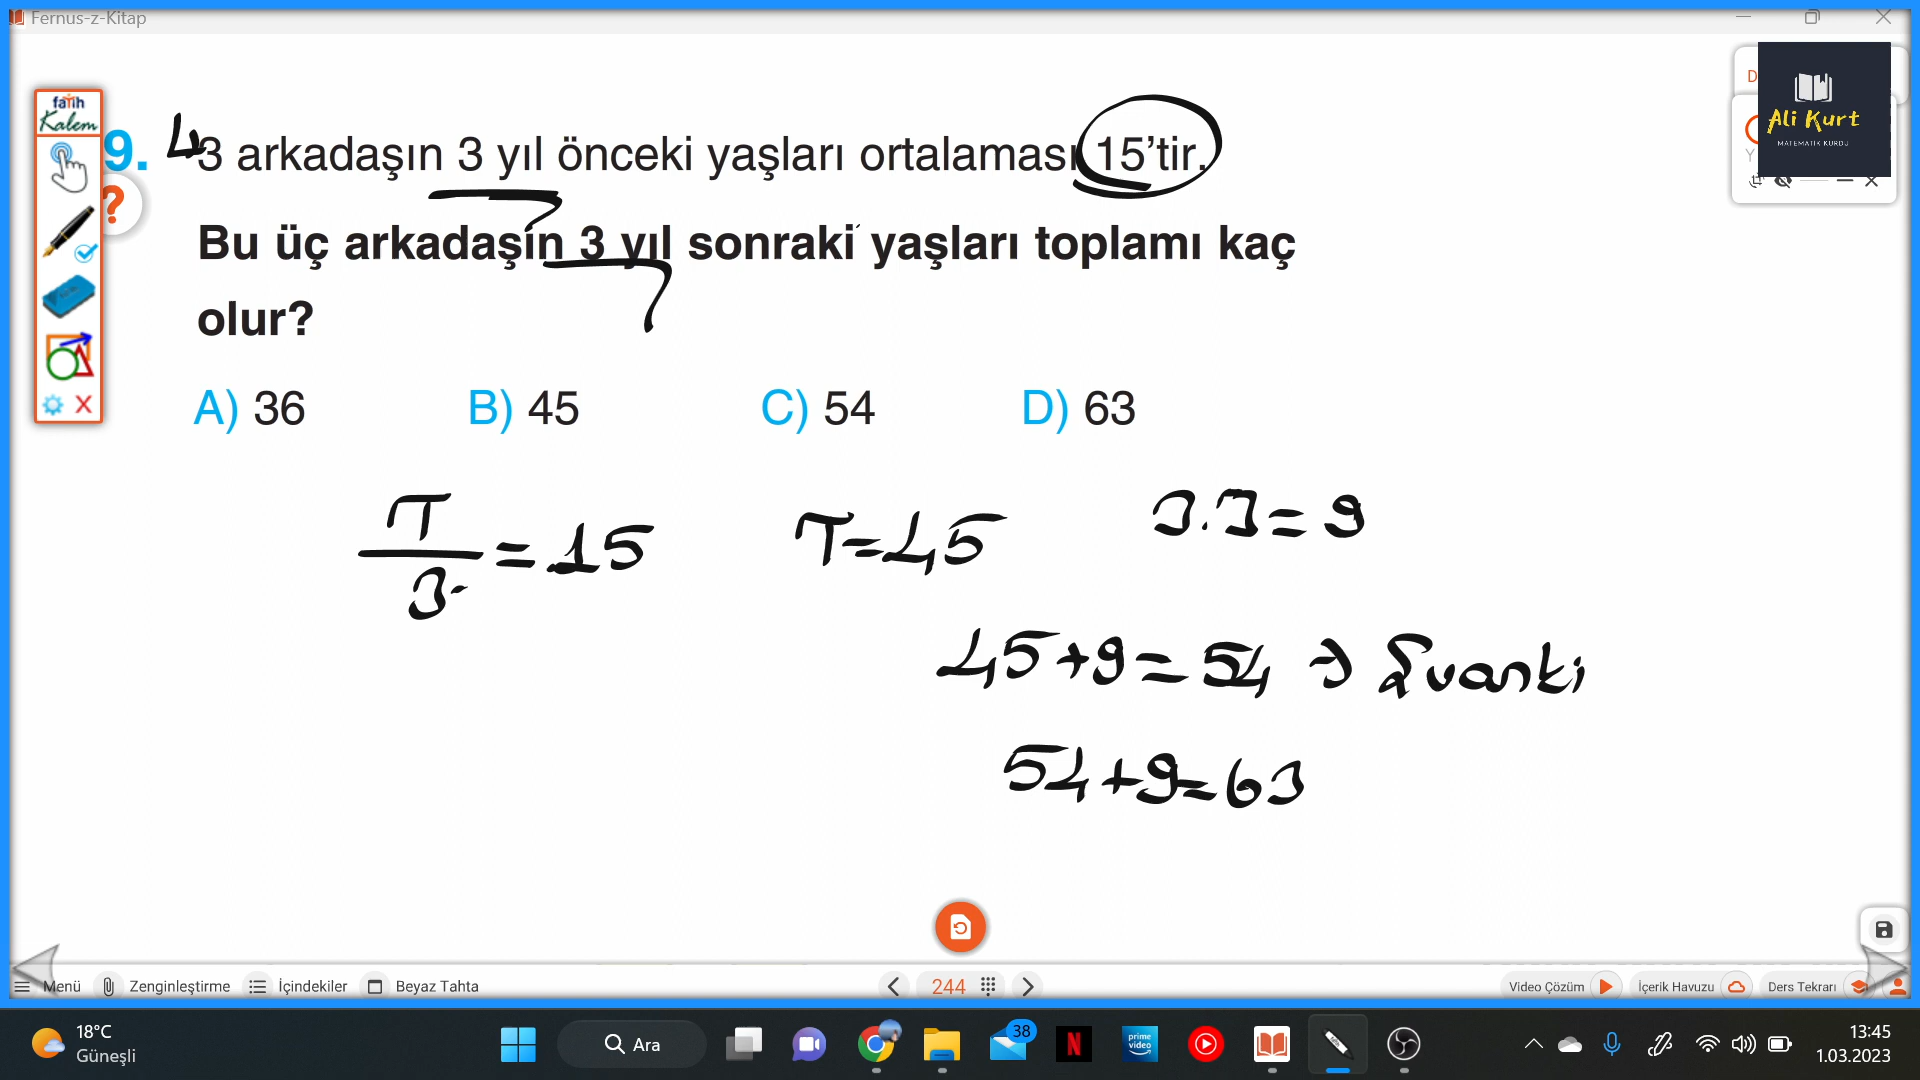 Fernus-z-Kitap
fatih
Kalem
Ali Kurt
MATEMATİK KURDU
9. 3 arkadaşın 3 yıl önceki yaşları ortalaması 15'tir.
?
Bu üç arkadaşın 3 yıl sonraki yaşları toplamı kaç
olur?
A) 36 B) 45 C) 54 D) 63
T/3 = 15 T=45 3.3=9
45+9=54 → Şuanki
54+9=63
Menü Zenginleştirme İçindekiler Beyaz Tahta 244 Video Çözüm İçerik Havuzu Ders Tekrarı
18°C
Güneşli
Ara
38
N
prime
video
13:45
1.03.2023